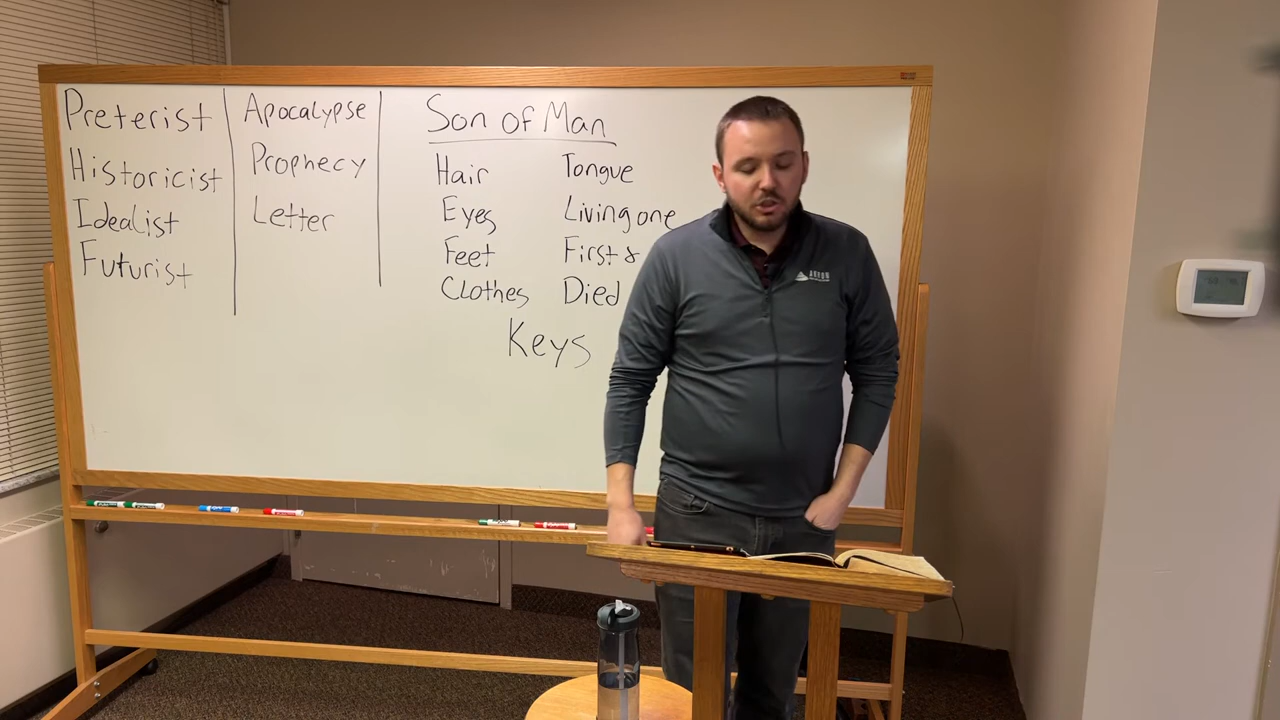 Preterist
Historicist
Idealist
Futurist
Apocalypse
Prophecy
Letter
Son of Man
Hair Tongue
Eyes Living one
Feet First &
Clothes Died
Keys